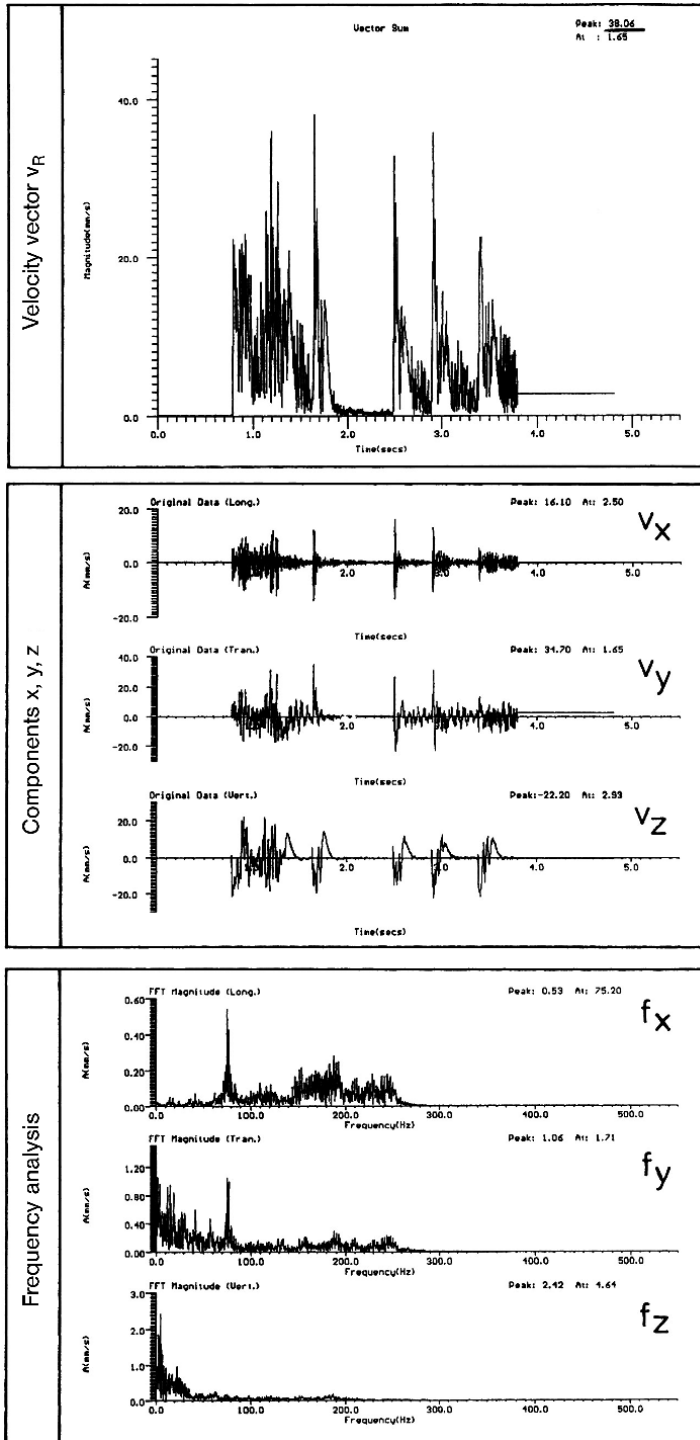 Velocity vector vR
Vector Sum
Peak: 38.06
At : 1.65
Magnitude(mm/s)
40.0
20.0
0.0
0.0 1.0 2.0 3.0 4.0 5.0
Time(secs)
Components x, y, z
Original Data (Long.) Peak: 16.10 At: 2.50
vx
A(mm/s)
20.0
0.0
-20.0
2.0 4.0 5.0
Time(secs)
Original Data (Tran.) Peak: 34.70 At: 1.65
vy
A(mm/s)
40.0
20.0
0.0
-20.0
4.0 5.0
Time(secs)
Original Data (Vert.) Peak:-22.20 At: 2.93
vz
A(mm/s)
20.0
0.0
-20.0
2.0 3.0 4.0 5.0
Time(secs)
Frequency analysis
FFT Magnitude (Long.) Peak: 0.53 At: 75.20
fx
A(mm/s)
0.60
0.40
0.20
0.00
100.0 200.0 300.0 400.0 500.0
Frequency(Hz)
FFT Magnitude (Tran.) Peak: 1.06 At: 1.71
fy
A(mm/s)
1.20
0.80
0.40
0.00
0.0 100.0 200.0 300.0 400.0 500.0
Frequency(Hz)
FFT Magnitude (Vert.) Peak: 2.42 At: 4.64
fz
A(mm/s)
3.0
2.0
1.0
0.0
0.0 100.0 200.0 300.0 400.0 500.0
Frequency(Hz)